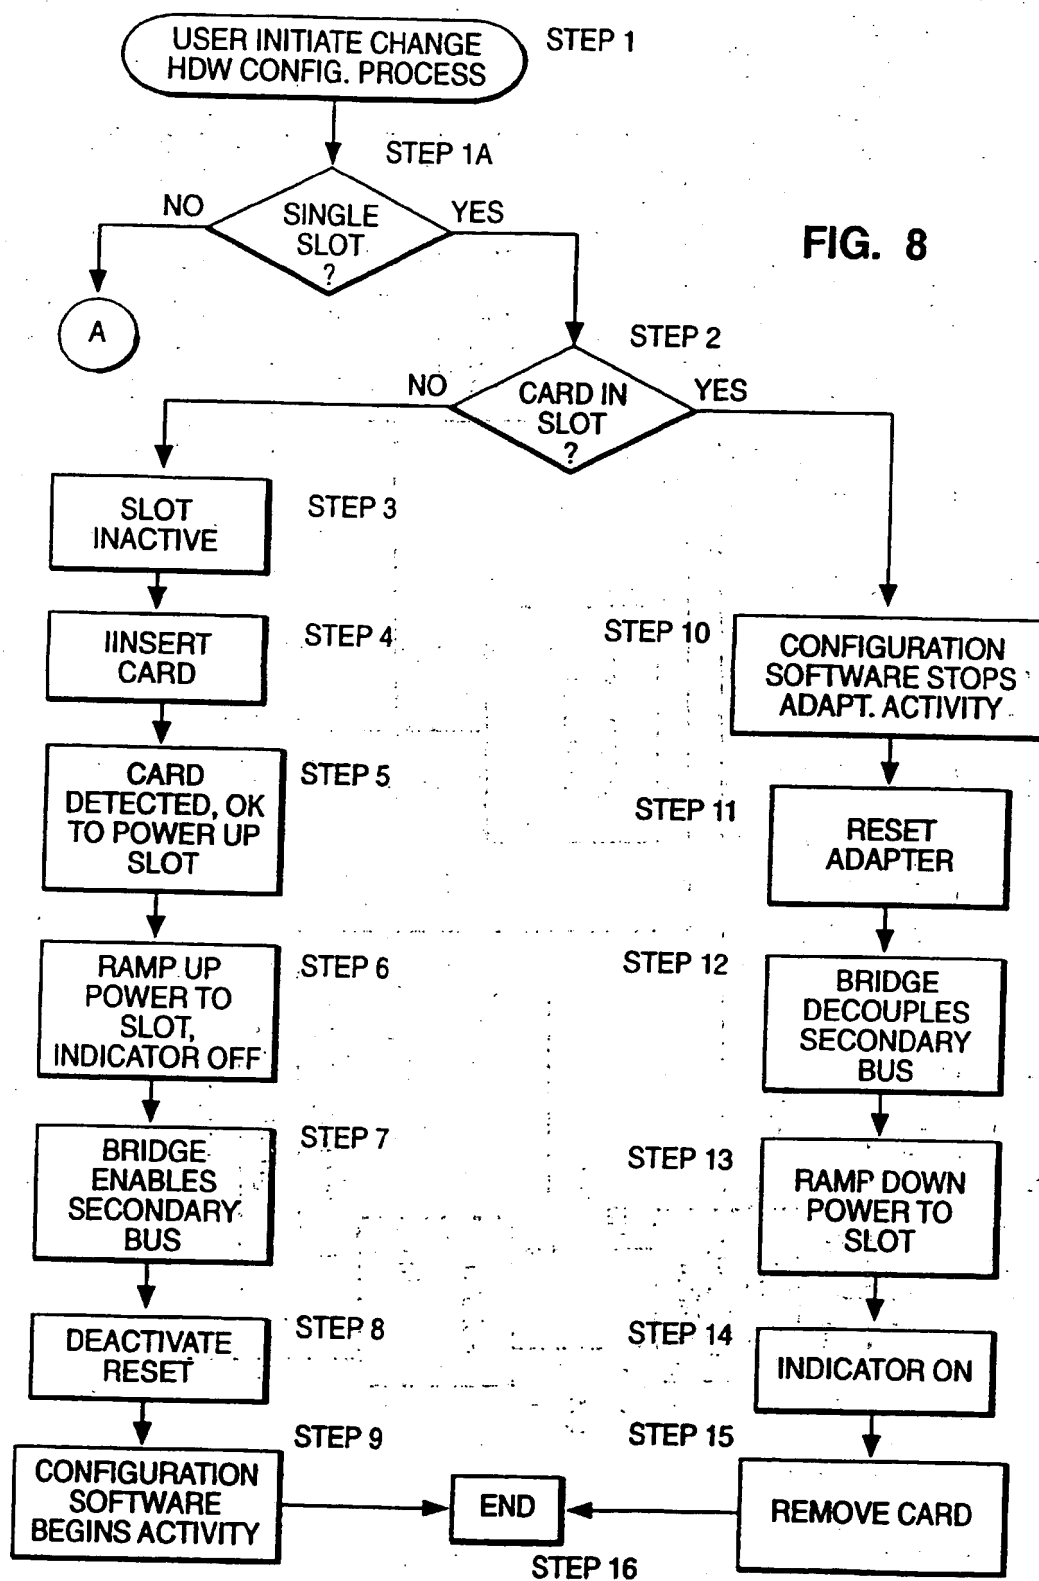 USER INITIATE CHANGE
HDW CONFIG. PROCESS
STEP 1
STEP 1A
NO
SINGLE
SLOT
?
YES
FIG. 8
A
STEP 2
NO
CARD IN
SLOT
?
YES
SLOT
INACTIVE
STEP 3
IINSERT
CARD
STEP 4
CARD
DETECTED, OK
TO POWER UP
SLOT
STEP 5
RAMP UP
POWER TO
SLOT,
INDICATOR OFF
STEP 6
BRIDGE
ENABLES
SECONDARY
BUS
STEP 7
DEACTIVATE
RESET
STEP 8
CONFIGURATION
SOFTWARE
BEGINS ACTIVITY
STEP 9
STEP 10
CONFIGURATION
SOFTWARE STOPS
ADAPT. ACTIVITY
STEP 11
RESET
ADAPTER
STEP 12
BRIDGE
DECOUPLES
SECONDARY
BUS
STEP 13
RAMP DOWN
POWER TO
SLOT
STEP 14
INDICATOR ON
STEP 15
REMOVE CARD
END
STEP 16